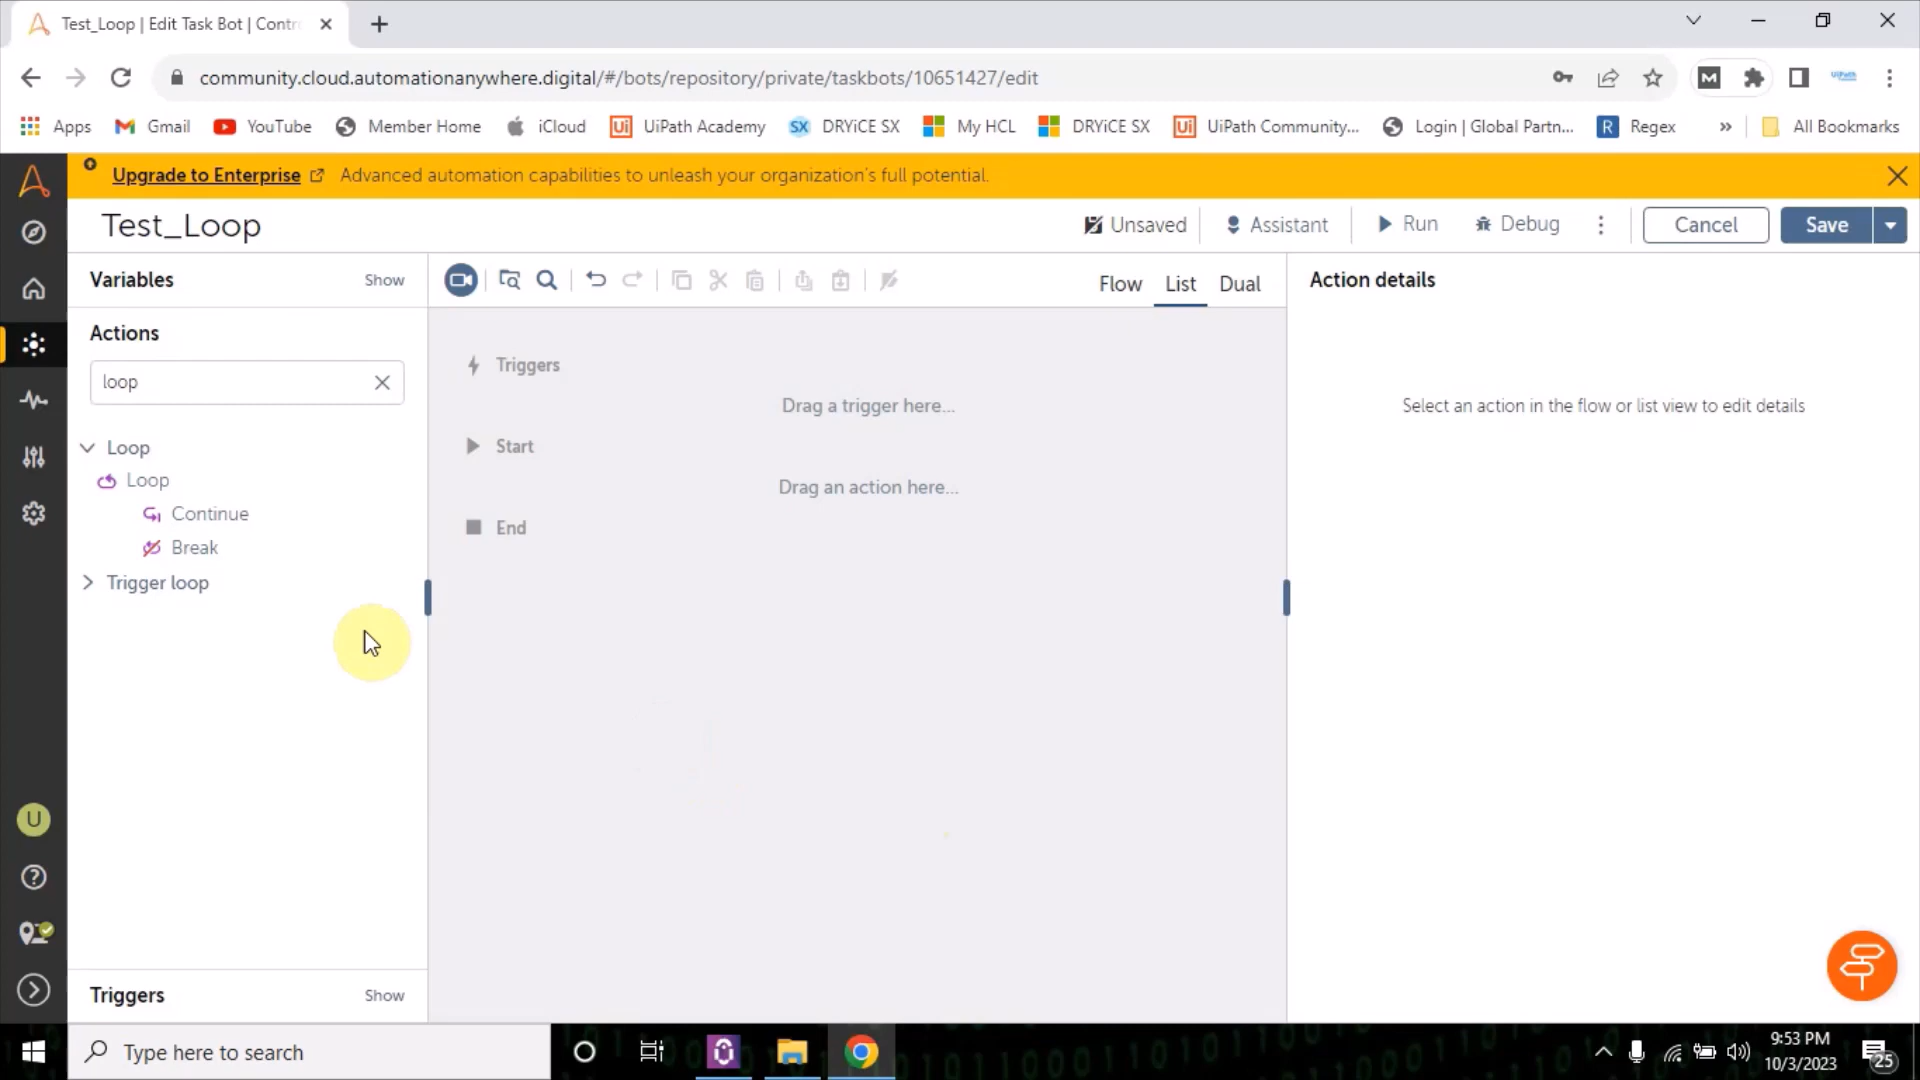 Test_Loop | Edit Task Bot | Contr
community.cloud.automationanywhere.digital/#/bots/repository/private/taskbots/10651427/edit
Apps Gmail YouTube Member Home iCloud UiPath Academy DRYiCE SX My HCL DRYiCE SX UiPath Community... Login | Global Partn... Regex » All Bookmarks
Upgrade to Enterprise Advanced automation capabilities to unleash your organization's full potential.
Test_Loop Unsaved Assistant Run Debug Cancel Save
Variables Show Flow List Dual Action details
Actions
loop
Loop
Loop
Continue
Break
Trigger loop
Triggers
Drag a trigger here...
Start
Drag an action here...
End
Select an action in the flow or list view to edit details
U
Triggers Show
Type here to search
9:53 PM
10/3/2023
25